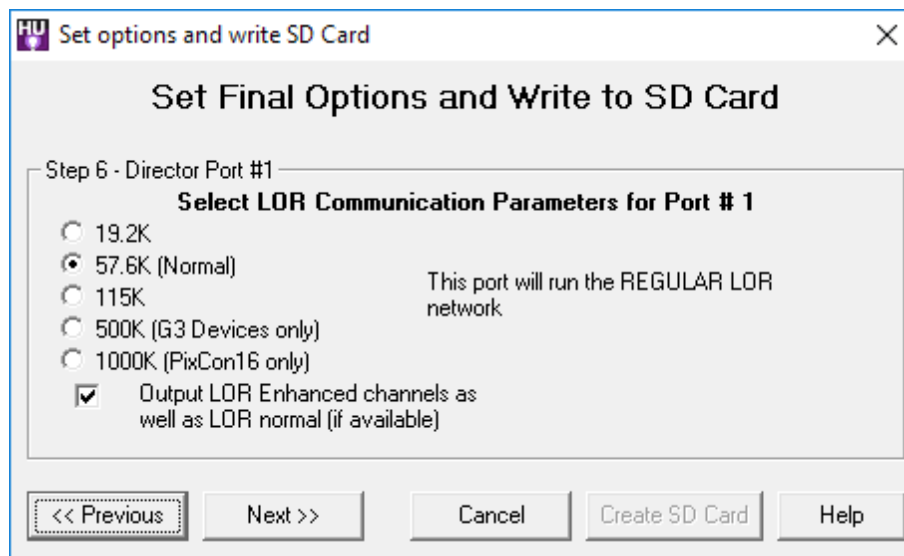 HU Set options and write SD Card
Set Final Options and Write to SD Card
Step 6 - Director Port #1
Select LOR Communication Parameters for Port # 1
19.2K
57.6K (Normal)
115K
500K (G3 Devices only)
1000K (PixCon16 only)
This port will run the REGULAR LOR
network
Output LOR Enhanced channels as
well as LOR normal (if available)
<< Previous
Next >>
Cancel
Create SD Card
Help